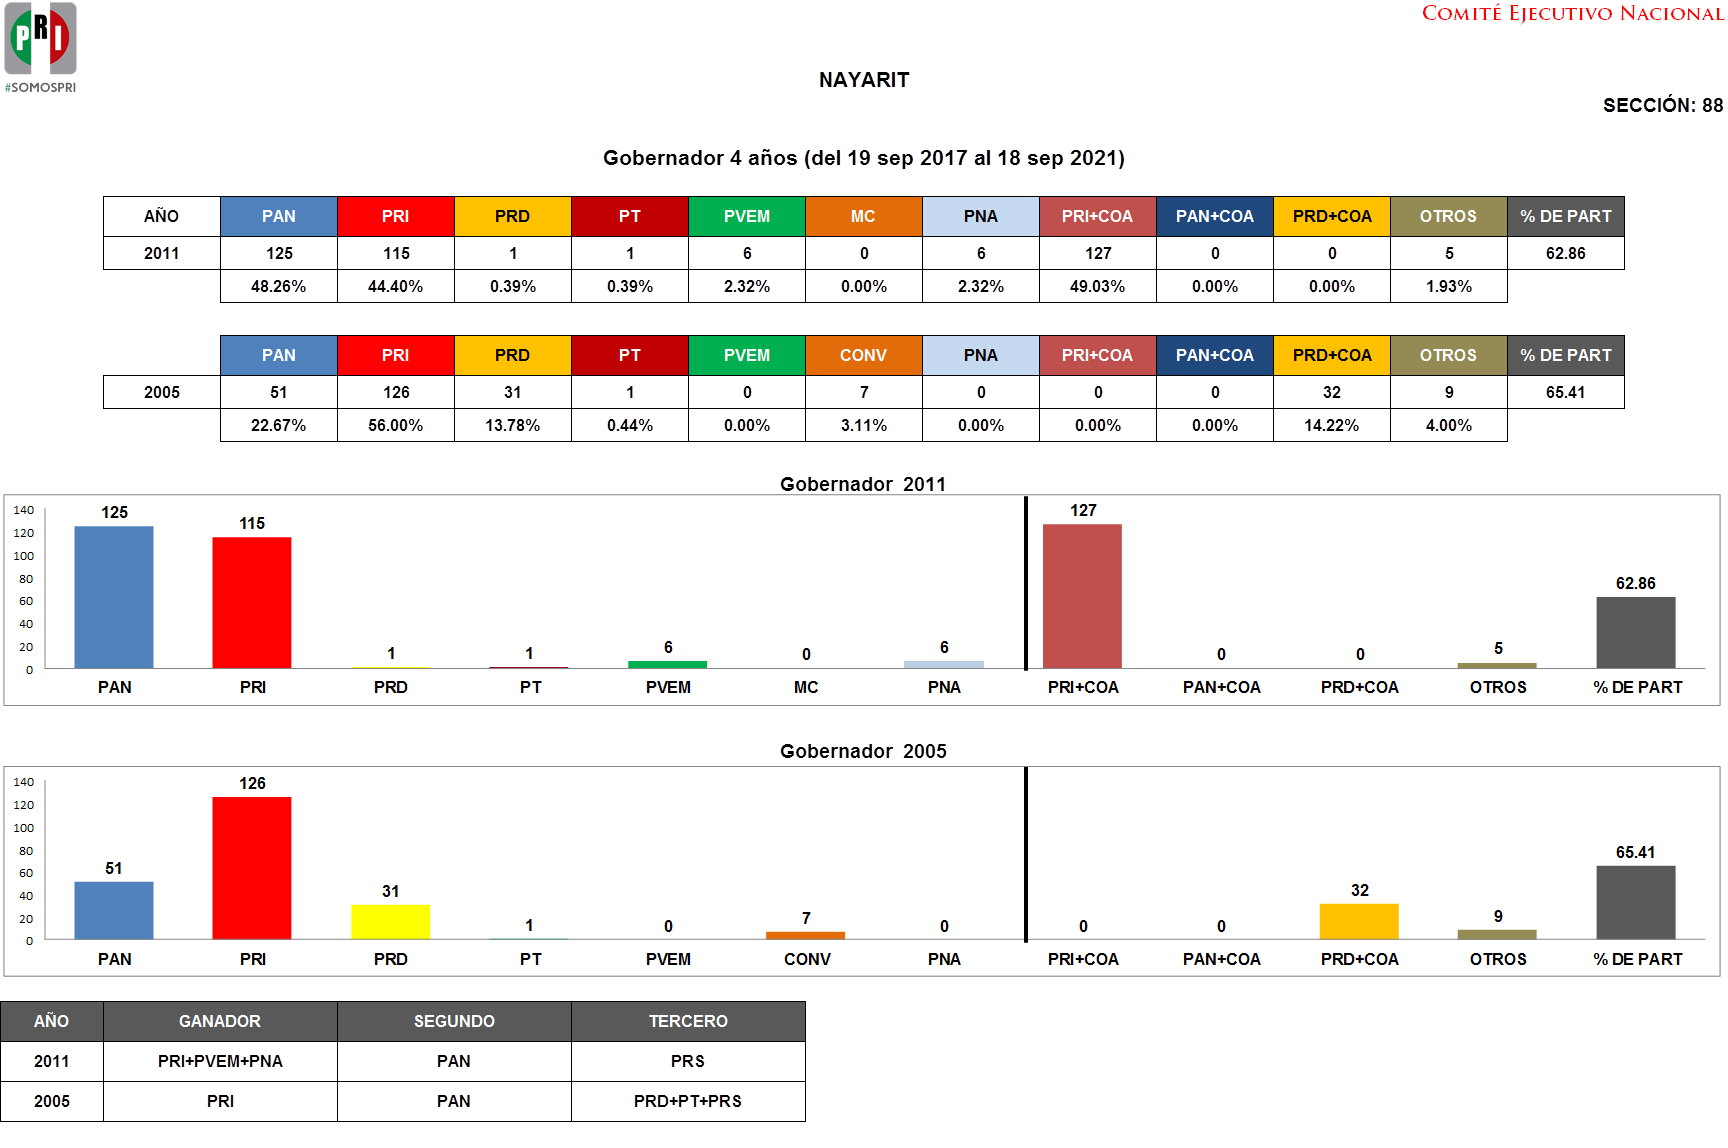 PRI
#SOMOSPRI
COMITÉ EJECUTIVO NACIONAL
NAYARIT
SECCIÓN: 88
Gobernador 4 años (del 19 sep 2017 al 18 sep 2021)
AÑO PAN PRI PRD PT PVEM MC PNA PRI+COA PAN+COA PRD+COA OTROS % DE PART
2011 125 115 1 1 6 0 6 127 0 0 5 62.86
48.26% 44.40% 0.39% 0.39% 2.32% 0.00% 2.32% 49.03% 0.00% 0.00% 1.93%
PAN PRI PRD PT PVEM CONV PNA PRI+COA PAN+COA PRD+COA OTROS % DE PART
2005 51 126 31 1 0 7 0 0 0 32 9 65.41
22.67% 56.00% 13.78% 0.44% 0.00% 3.11% 0.00% 0.00% 0.00% 14.22% 4.00%
Gobernador 2011
140
120
100
80
60
40
20
0
125 115 1 1 6 0 6 127 0 0 5 62.86
PAN PRI PRD PT PVEM MC PNA PRI+COA PAN+COA PRD+COA OTROS % DE PART
Gobernador 2005
140
120
100
80
60
40
20
0
51 126 31 1 0 7 0 0 0 32 9 65.41
PAN PRI PRD PT PVEM CONV PNA PRI+COA PAN+COA PRD+COA OTROS % DE PART
AÑO GANADOR SEGUNDO TERCERO
2011 PRI+PVEM+PNA PAN PRS
2005 PRI PAN PRD+PT+PRS